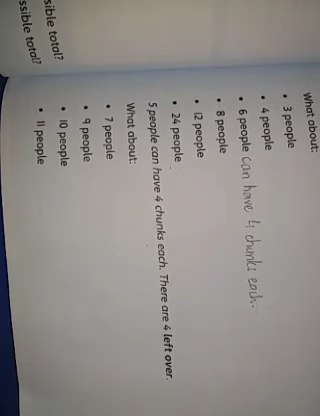 What about:
• 3 people
• 4 people
• 6 people can have 4 chunks each.
• 8 people
• 12 people
• 24 people
5 people can have 4 chunks each. There are 4 left over.
What about:
• 7 people
• 9 people
• 10 people
• 11 people
ssible total?
ssible total?